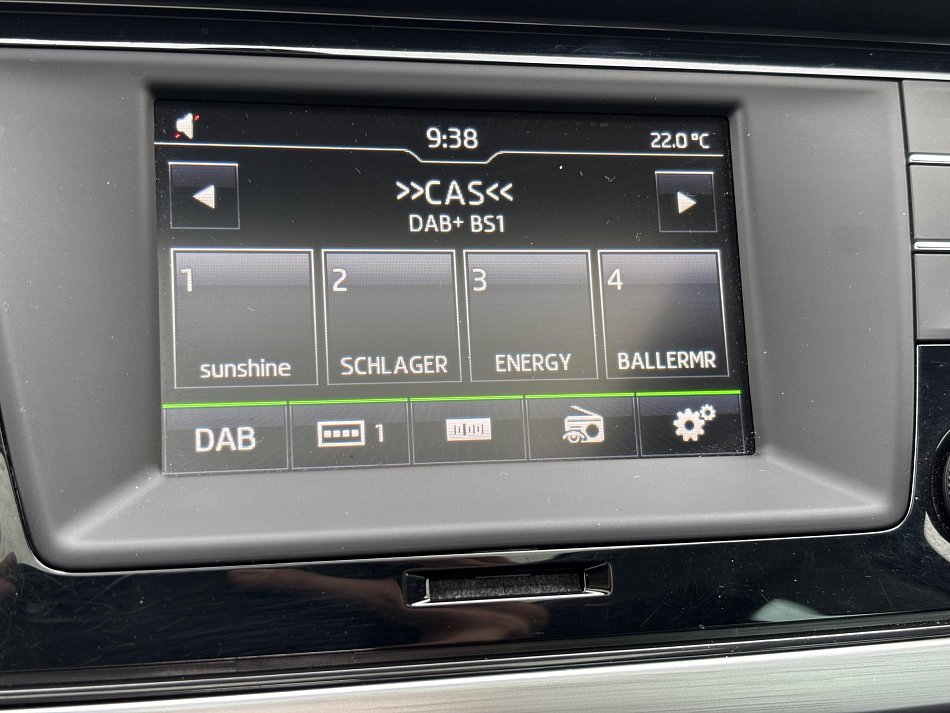 9:38
22.0 °C
>>CAS<<
DAB+ BS1
1
2
3
4
sunshine
SCHLAGER
ENERGY
BALLERMR
DAB
1